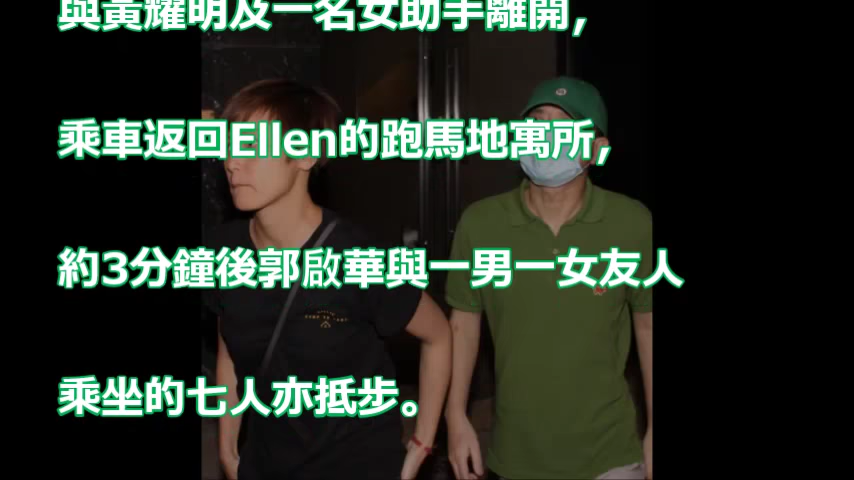 與黃耀明及一名女助手離開，
乘車返回Ellen的跑馬地寓所，
約3分鐘後郭啟華與一男一女友人
乘坐的七人亦抵步。